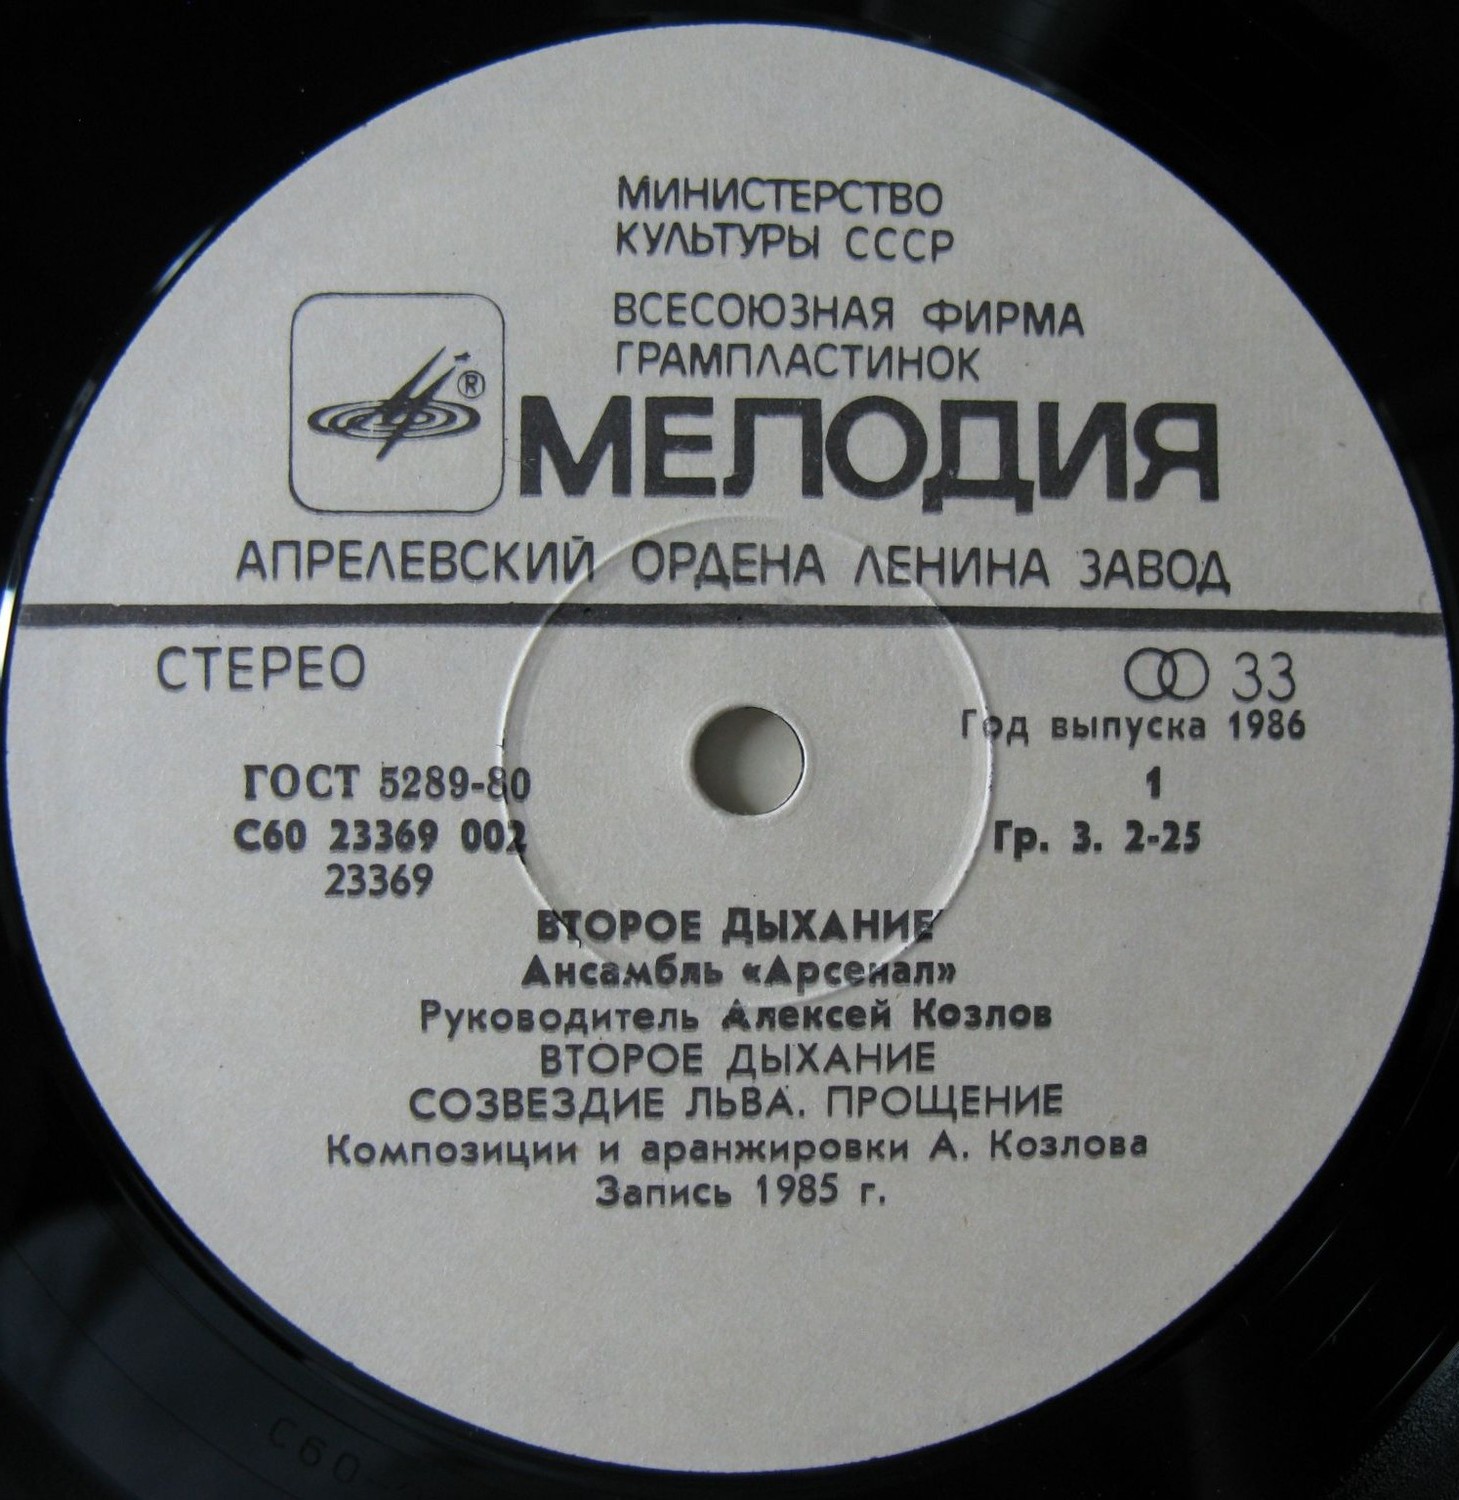 МИНИСТЕРСТВО
КУЛЬТУРЫ СССР
ВСЕСОЮЗНАЯ ФИРМА
ГРАМПЛАСТИНОК
®
МЕЛОДИЯ
АПРЕЛЕВСКИЙ ОРДЕНА ЛЕНИНА ЗАВОД
СТЕРЕО
33
Год выпуска 1986
ГОСТ 5289-80
1
С60 23369 002
Гр. 3. 2-25
23369
ВТОРОЕ ДЫХАНИЕ
Ансамбль «Арсенал»
Руководитель Алексей Козлов
ВТОРОЕ ДЫХАНИЕ
СОЗВЕЗДИЕ ЛЬВА. ПРОЩЕНИЕ
Композиции и аранжировки А. Козлова
Запись 1985 г.
С60-